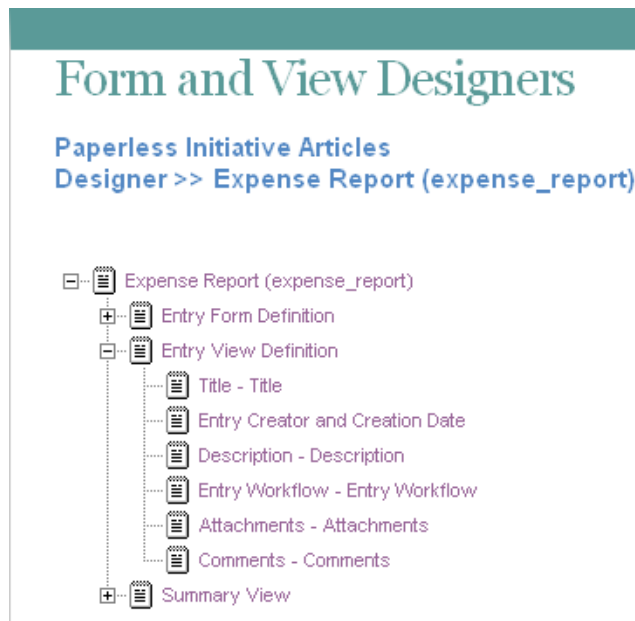 Form and View Designers
Paperless Initiative Articles
Designer >> Expense Report (expense_report)
Expense Report (expense_report)
Entry Form Definition
Entry View Definition
Title - Title
Entry Creator and Creation Date
Description - Description
Entry Workflow - Entry Workflow
Attachments - Attachments
Comments - Comments
Summary View